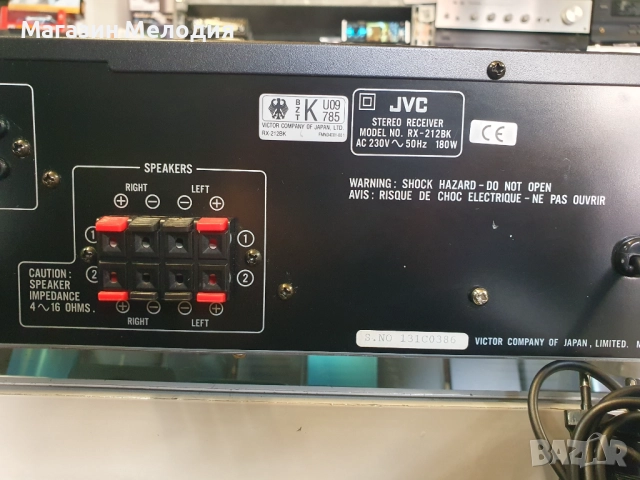 Магазин Мелодия
BZT
K
U09
785
VICTOR COMPANY OF JAPAN, LTD.
RX-212BK
JVC
STEREO RECEIVER
MODEL NO. RX-212BK
AC 230V ~ 50Hz 180W
CE
SPEAKERS
RIGHT LEFT
+ - - +
1 1
2 2
+ - - +
RIGHT LEFT
CAUTION :
SPEAKER
IMPEDANCE
4 ~ 16 OHMS.
WARNING : SHOCK HAZARD - DO NOT OPEN
AVIS : RISQUE DE CHOC ELECTRIQUE - NE PAS OUVRIR
S.NO 131C0386
VICTOR COMPANY OF JAPAN, LIMITED. M
BAZAR